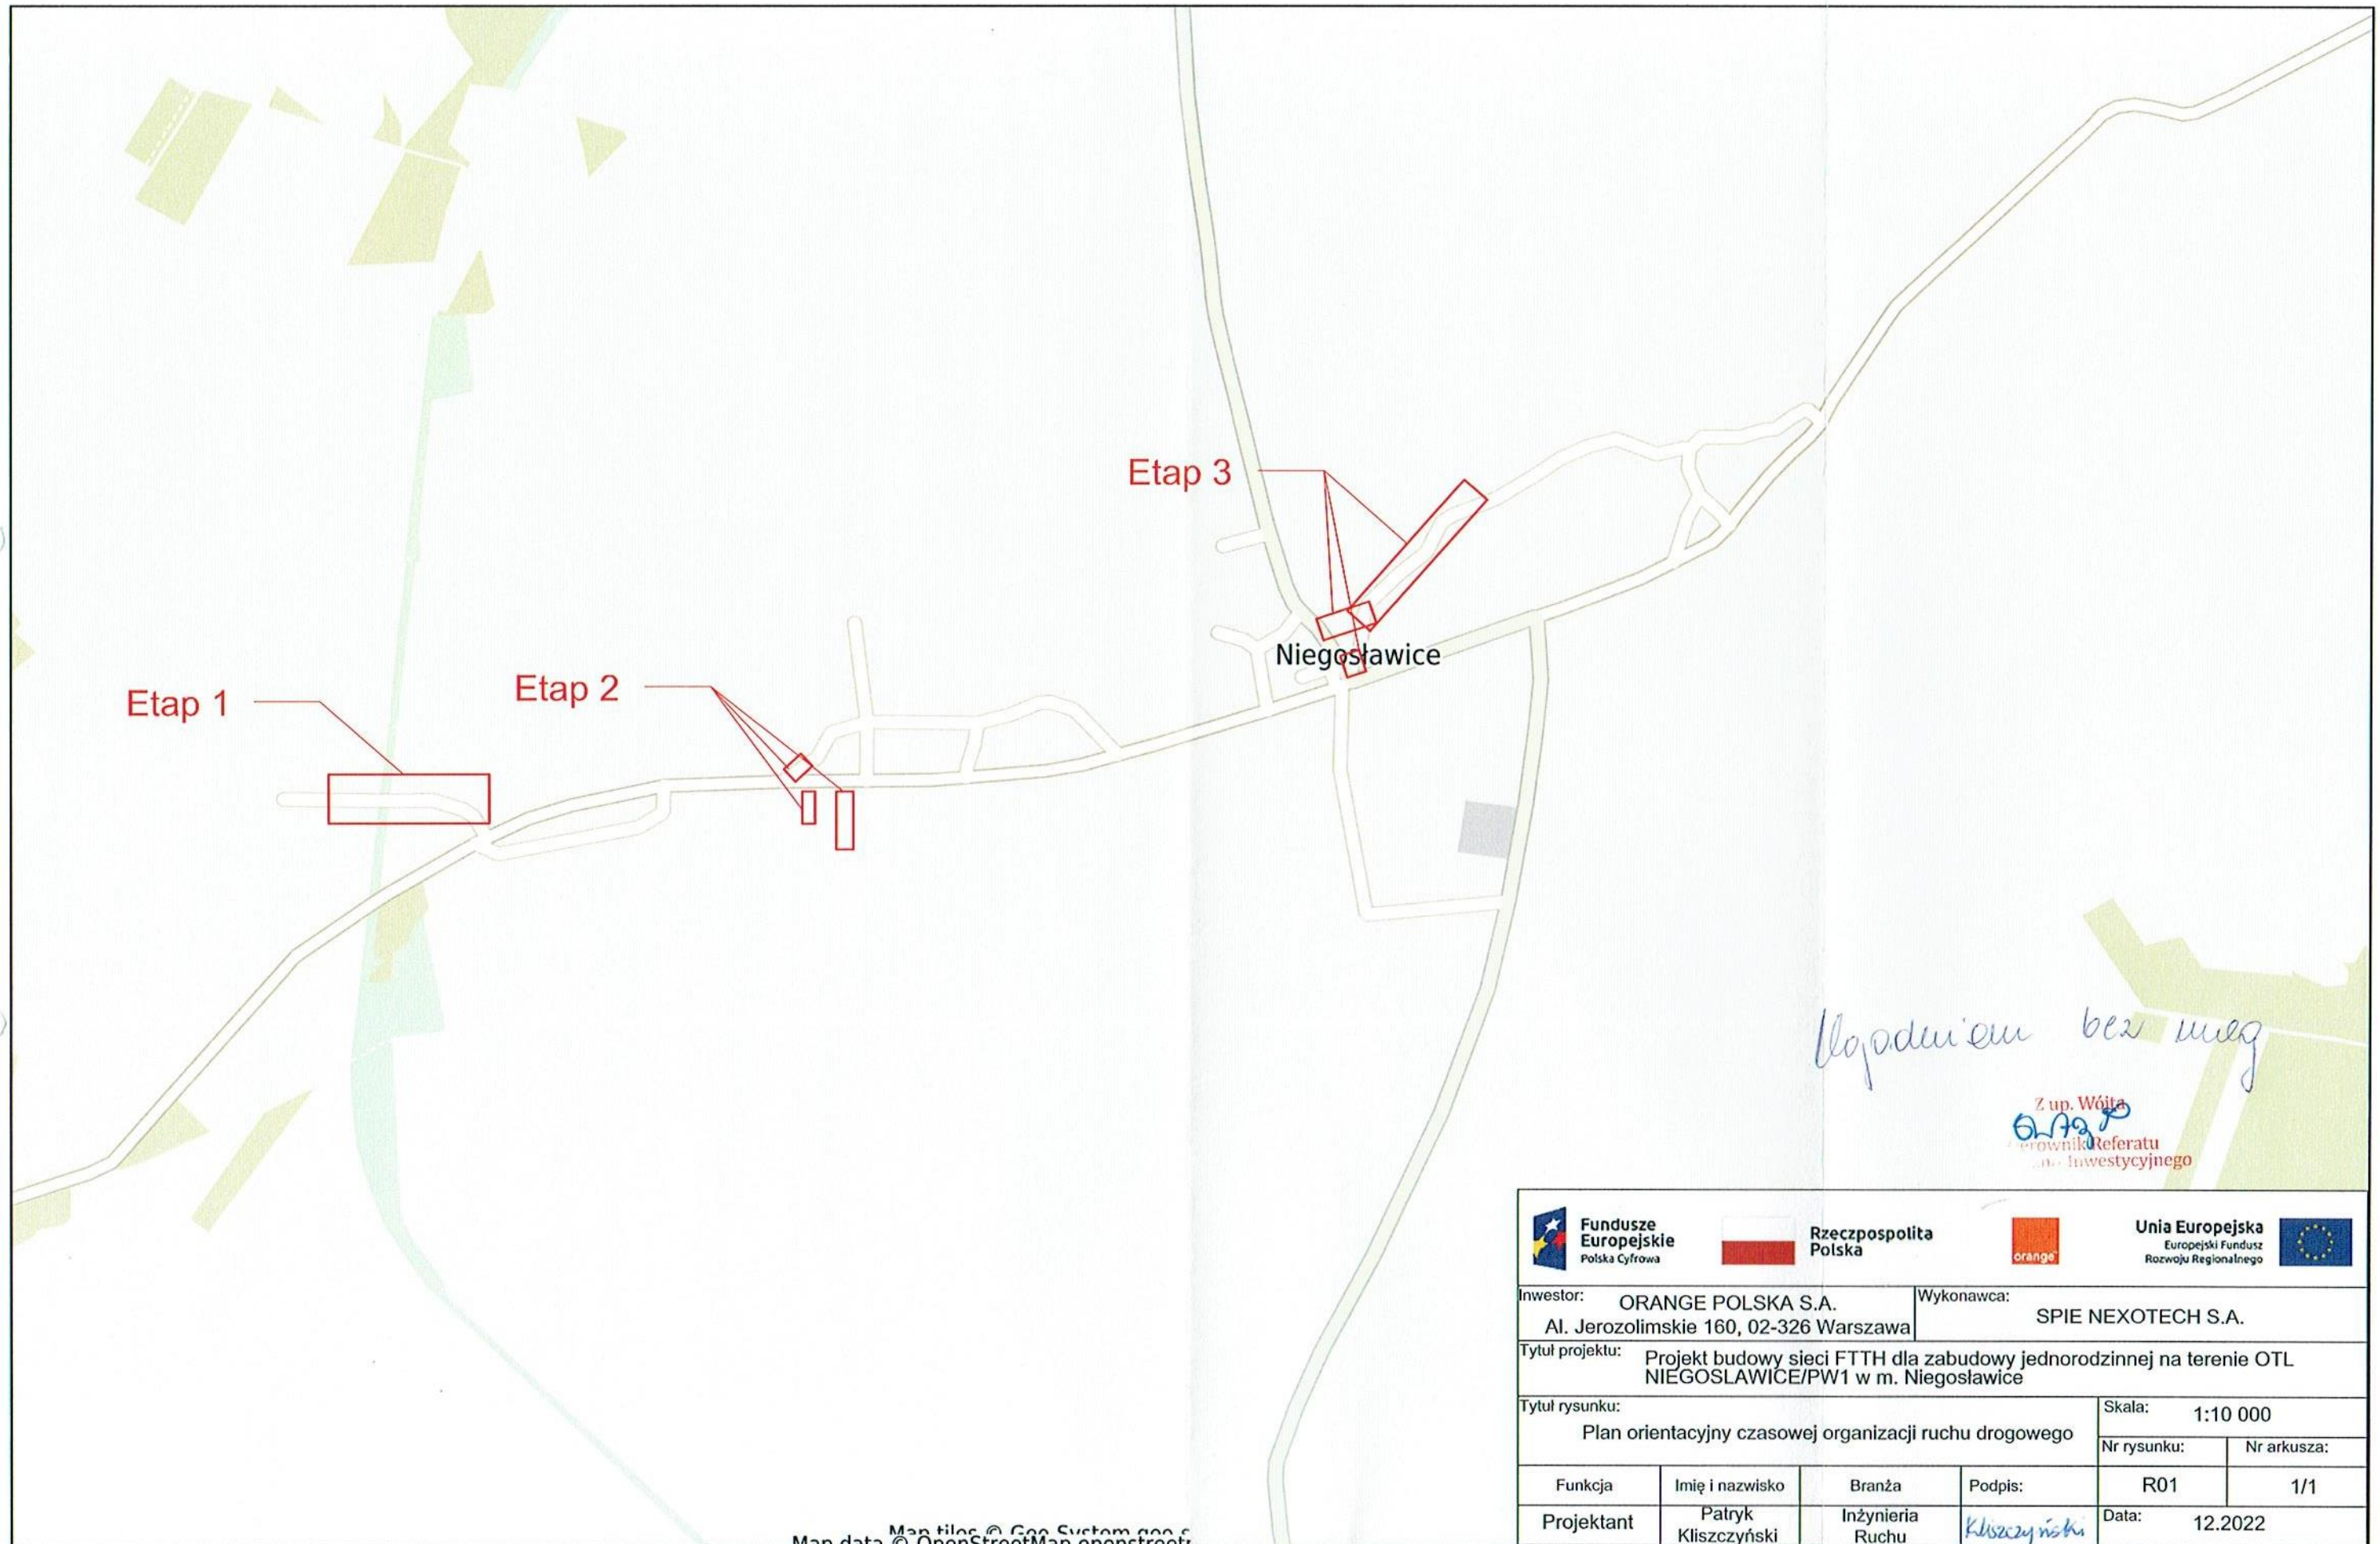 Etap 3
Niegosławice
Etap 2
Etap 1
Uzgodniam bez uwag
Z up. Wójta
Referatu
Inwestycyjnego
Fundusze
Europejskie
Polska Cyfrowa
Rzeczpospolita
Polska
orange
Unia Europejska
Europejski Fundusz
Rozwoju Regionalnego
Inwestor:
ORANGE POLSKA S.A.
Al. Jerozolimskie 160, 02-326 Warszawa
Wykonawca:
SPIE NEXOTECH S.A.
Tytuł projektu:
Projekt budowy sieci FTTH dla zabudowy jednorodzinnej na terenie OTL
NIEGOSLAWICE/PW1 w m. Niegosławice
Tytuł rysunku:
Plan orientacyjny czasowej organizacji ruchu drogowego
Skala: 1:10 000
Nr rysunku: Nr arkusza:
R01 1/1
Funkcja Imię i nazwisko Branża Podpis:
Projektant
Patryk
Kliszczyński
Inżynieria
Ruchu
Kliszczyński
Data: 12.2022
Map tiles © Geo System
Map data © OpenStreetMap